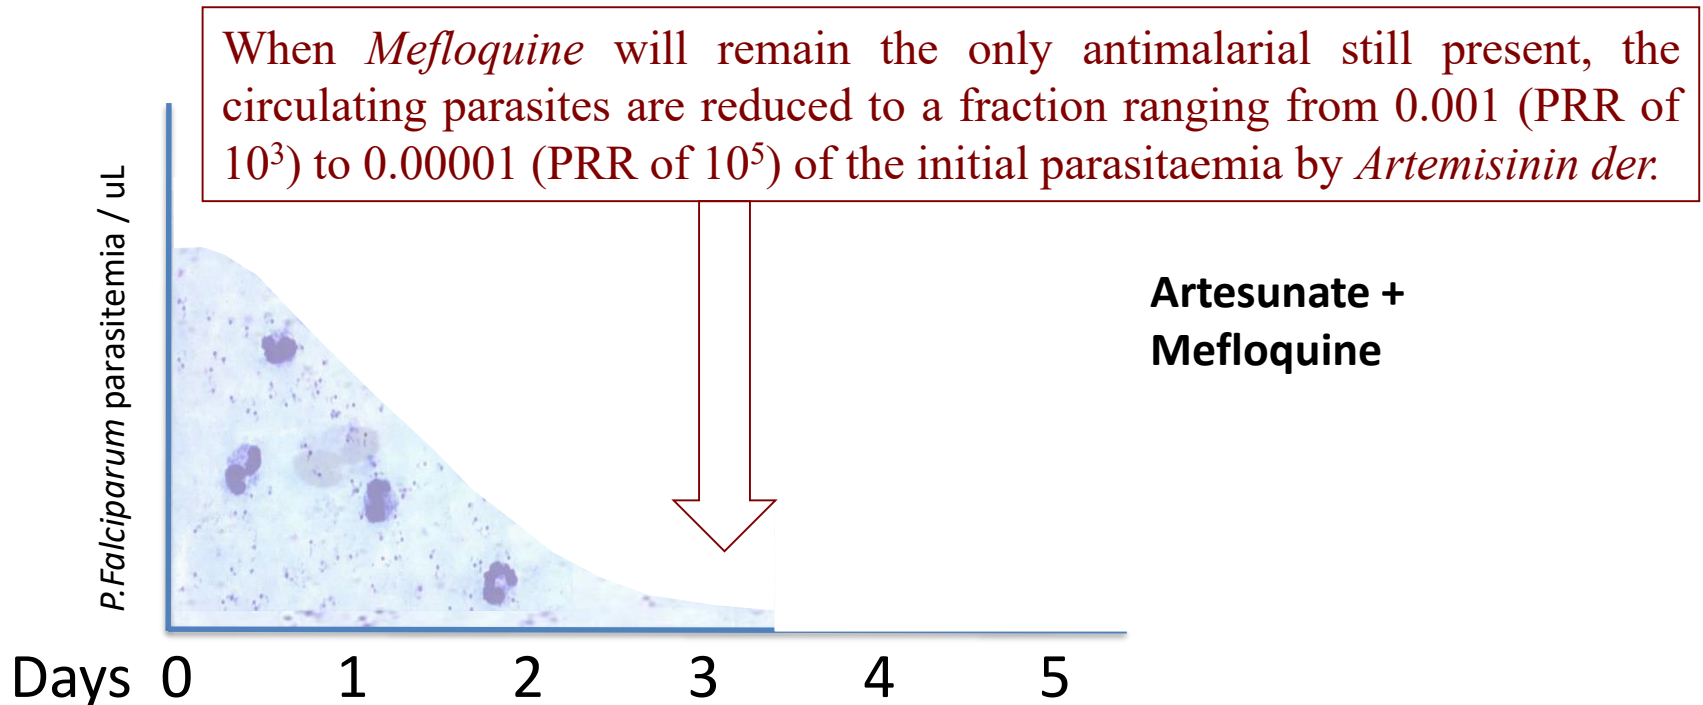 When Mefloquine will remain the only antimalarial still present, the
circulating parasites are reduced to a fraction ranging from 0.001 (PRR of
10³) to 0.00001 (PRR of 10⁵) of the initial parasitaemia by Artemisinin der.
P.Falciparum parasitemia / uL
Artesunate +
Mefloquine
Days 0 1 2 3 4 5